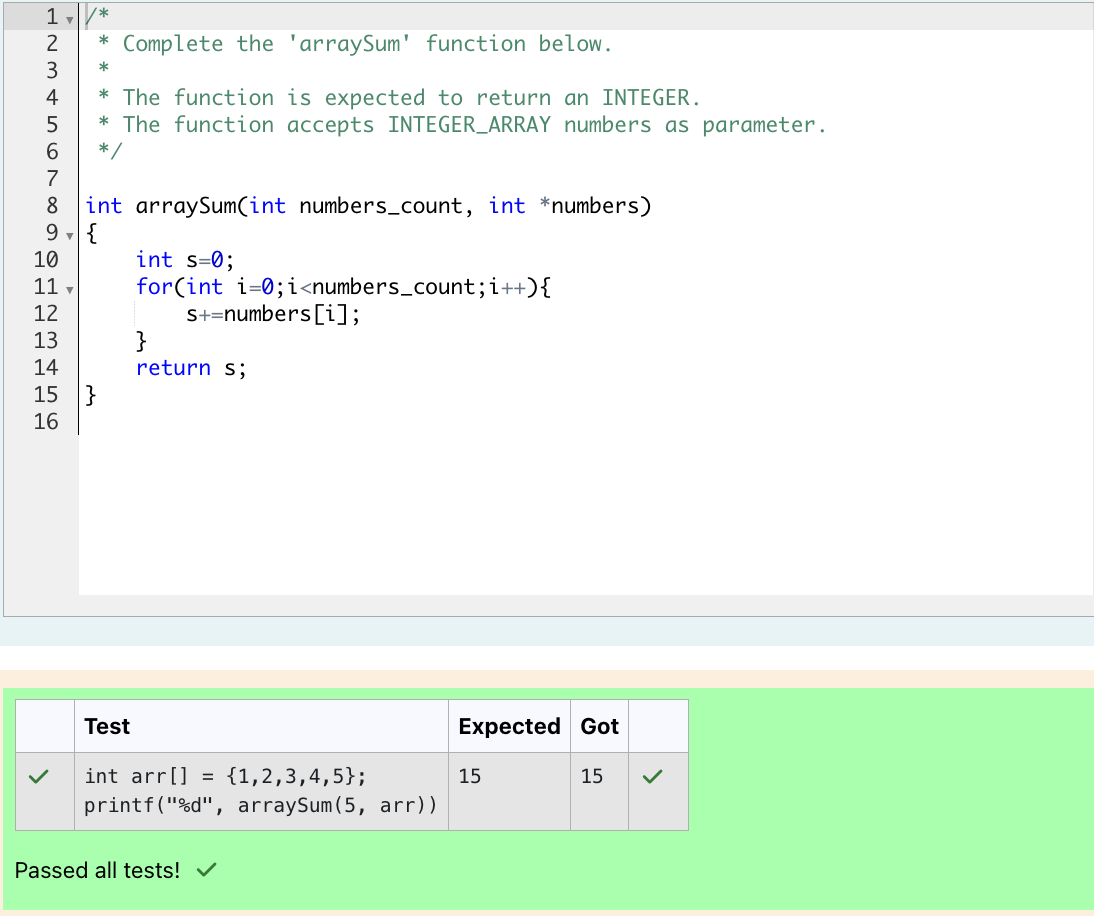 1 /*
2  * Complete the 'arraySum' function below.
3  *
4  * The function is expected to return an INTEGER.
5  * The function accepts INTEGER_ARRAY numbers as parameter.
6  */
7
8 int arraySum(int numbers_count, int *numbers)
9 {
10     int s=0;
11     for(int i=0;i<numbers_count;i++){
12         s+=numbers[i];
13     }
14     return s;
15 }
16
Test Expected Got
int arr[] = {1,2,3,4,5}; 15 15
printf("%d", arraySum(5, arr))
Passed all tests!